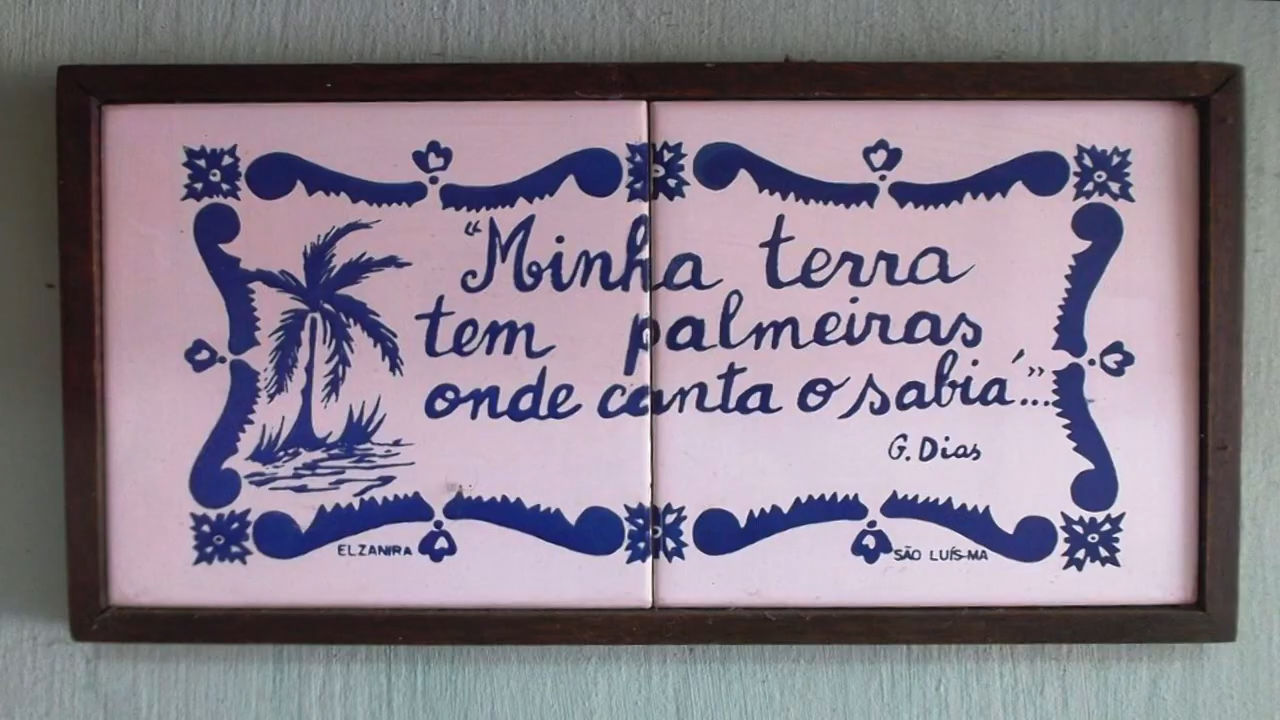 "Minha terra
tem palmeiras
onde canta o sabiá"...
G. Dias
ELZANIRA
SÃO LUÍS-MA